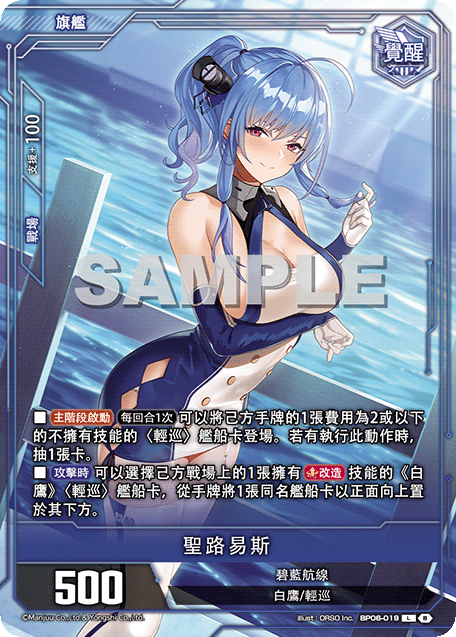 旗艦
覺醒
戰場 支援+100
SAMPLE
■ 主階段啟動 每回合1次 可以將己方手牌的1張費用為2或以下
的不擁有技能的〈輕巡〉艦船卡登場。若有執行此動作時,
抽1張卡。
■ 攻擊時 可以選擇己方戰場上的1張擁有 改造 技能的《白
鷹》〈輕巡〉艦船卡,從手牌將1張同名艦船卡以正面向上置
於其下方。
聖路易斯
500
碧藍航線
白鷹/輕巡
©Manjuu Co.,Ltd.& Yongshi Co.,Ltd.
illust : ORSO Inc. BP06-019 L